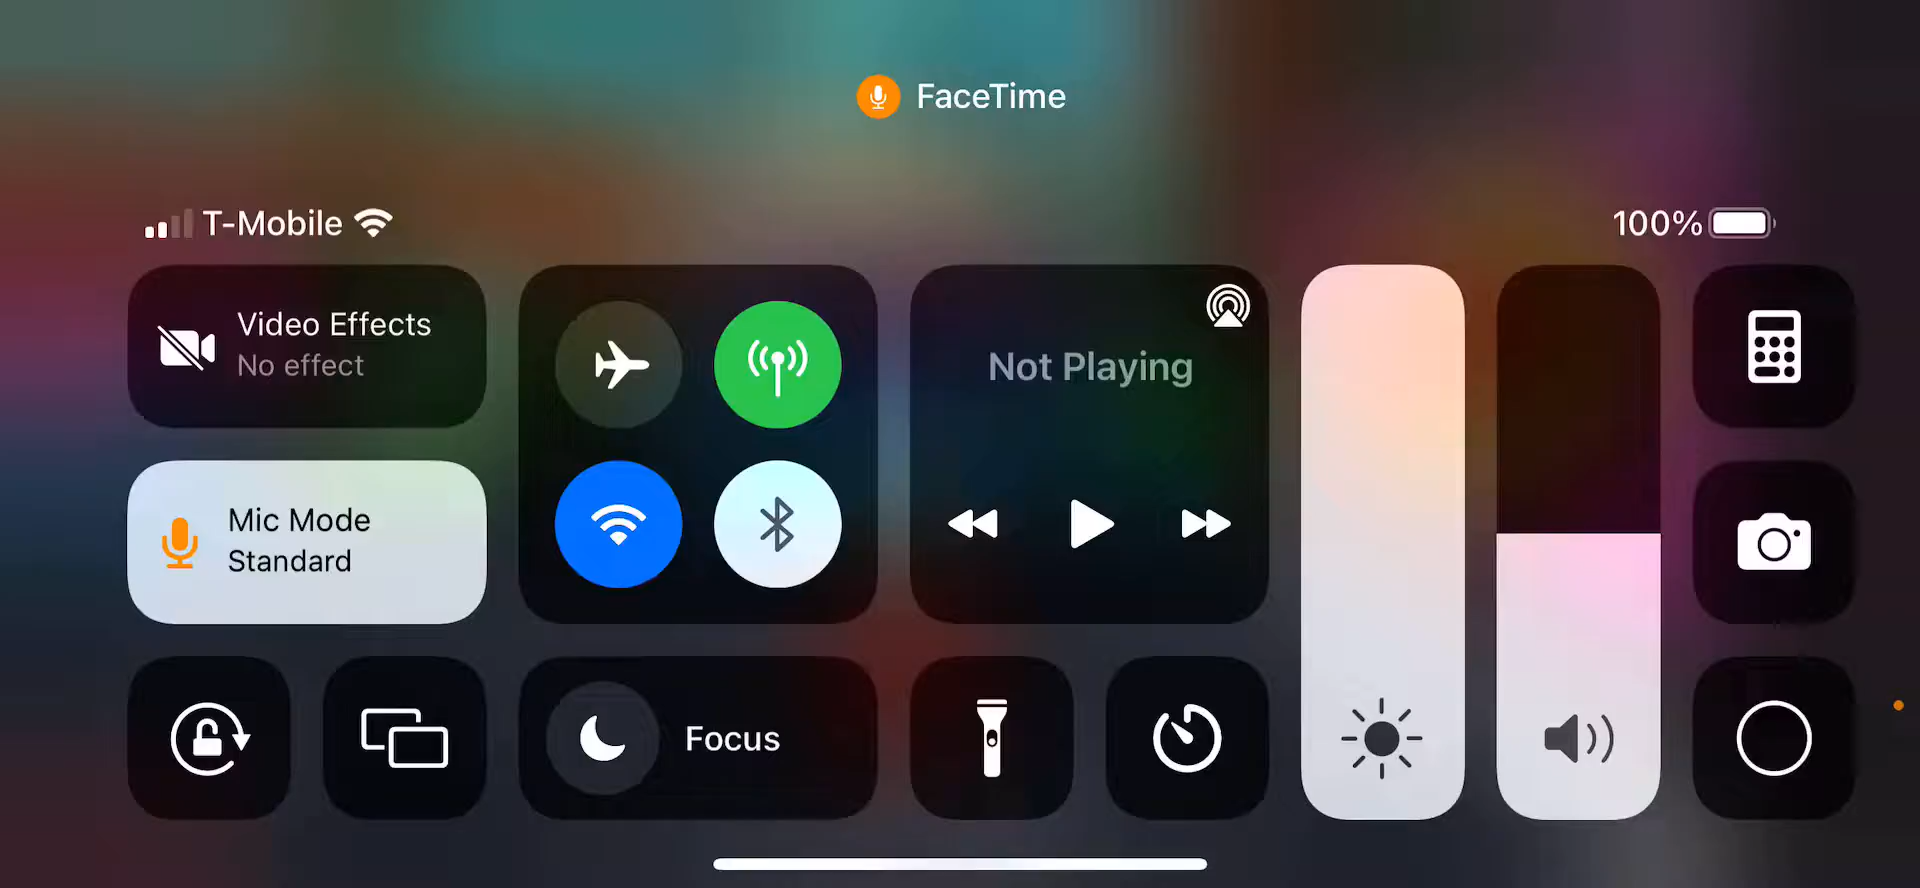 FaceTime
T-Mobile
100%
Video Effects
No effect
Mic Mode
Standard
Not Playing
Focus